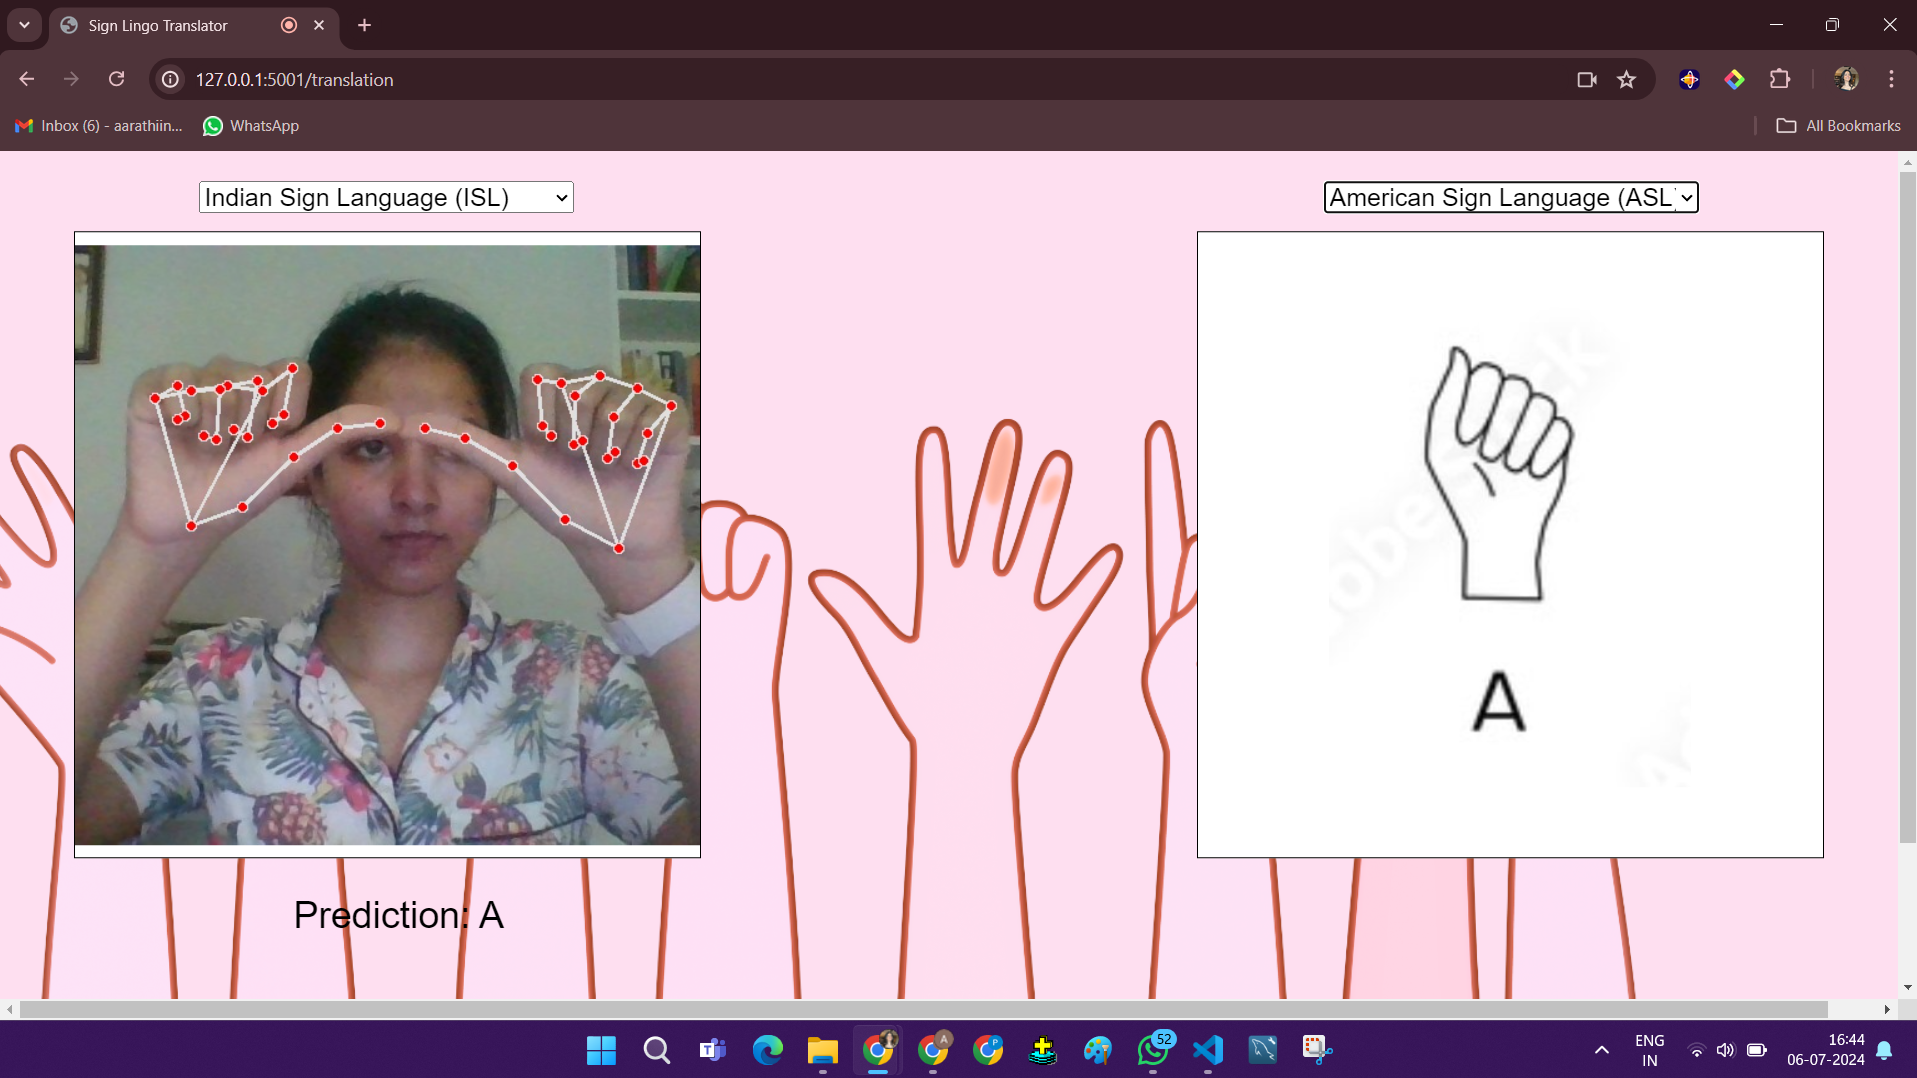 Sign Lingo Translator
127.0.0.1:5001/translation
Inbox (6) - aarathiin...
WhatsApp
All Bookmarks
Indian Sign Language (ISL)
American Sign Language (ASL)
A
Prediction: A
A
P
52
ENG
IN
16:44
06-07-2024